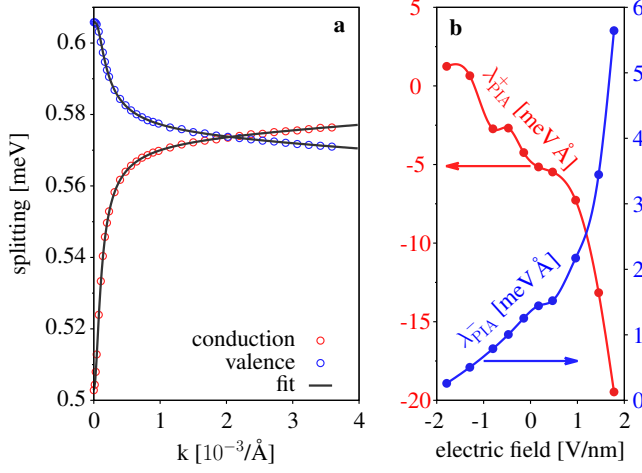 a
splitting [meV]
0.6
0.58
0.56
0.54
0.52
0.5
conduction
valence
fit
0 1 2 3 4
k [10⁻³/Å]
b
5
0
-5
-10
-15
-20
λ⁺PIA [meVÅ]
λ⁻PIA [meVÅ]
6
5
4
3
2
1
0
-2 -1 0 1 2
electric field [V/nm]